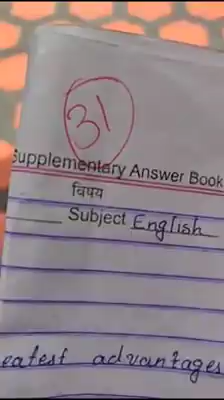 31
Supplementary Answer Book
विषय
Subject English
eatest advantages